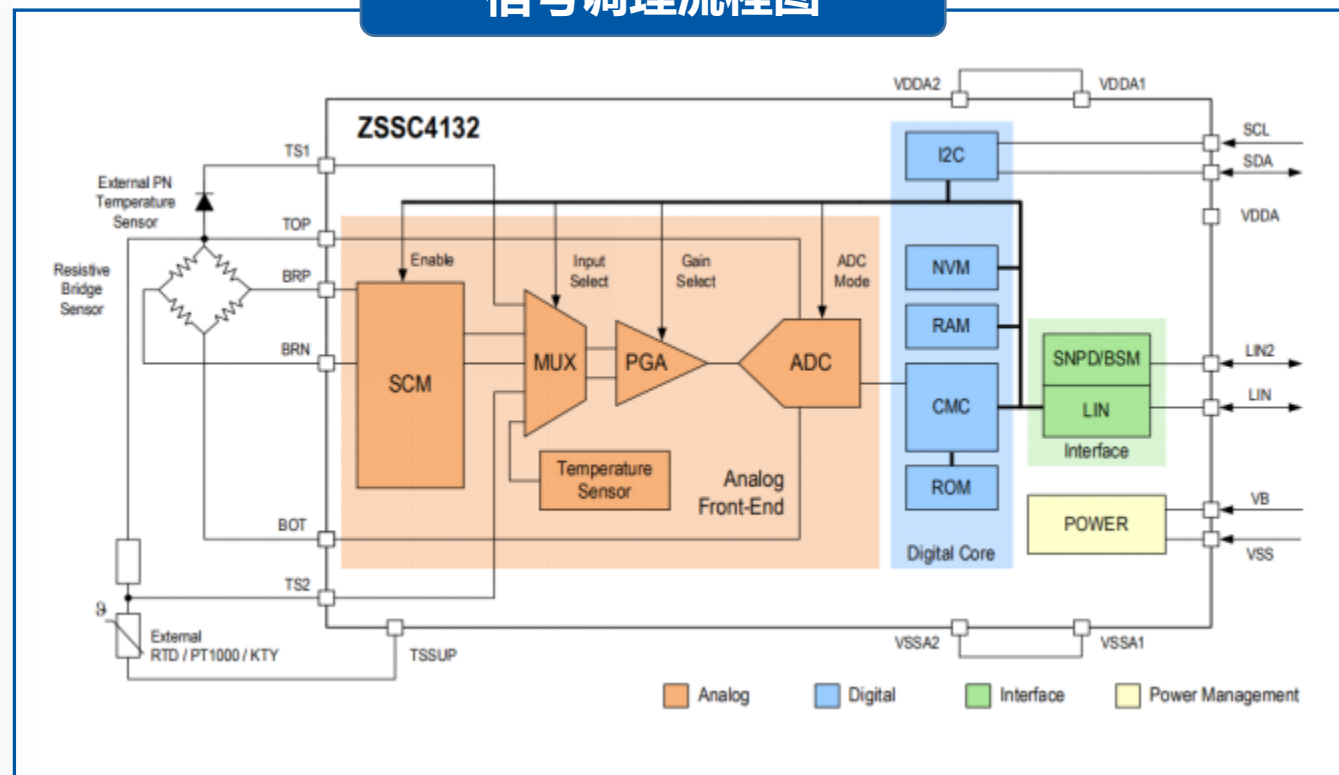 信号调理流程图
VDDA2
VDDA1
ZSSC4132
SCL
I2C
TS1
SDA
External PN
Temperature
Sensor
VDDA
TOP
Enable
Input
Select
Gain
Select
ADC
Mode
NVM
Resistive
Bridge
Sensor
BRP
RAM
SNPD/BSM
LIN2
BRN
MUX
PGA
ADC
SCM
CMC
LIN
LIN
Interface
Temperature
Sensor
Analog
Front-End
ROM
VB
POWER
BOT
Digital Core
VSS
TS2
ϑ
External
RTD / PT1000 / KTY
TSSUP
VSSA2
VSSA1
Analog
Digital
Interface
Power Management